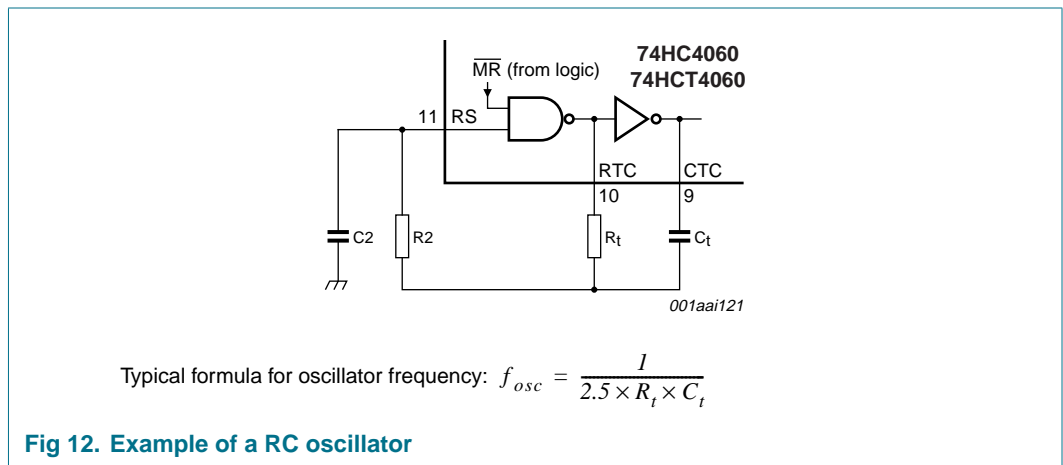 74HC4060
74HCT4060
MR (from logic)
11 RS
RTC CTC
10 9
C2 R2 Rt Ct
001aai121
Typical formula for oscillator frequency: f osc = 1 / 2.5 × Rt × Ct
Fig 12. Example of a RC oscillator